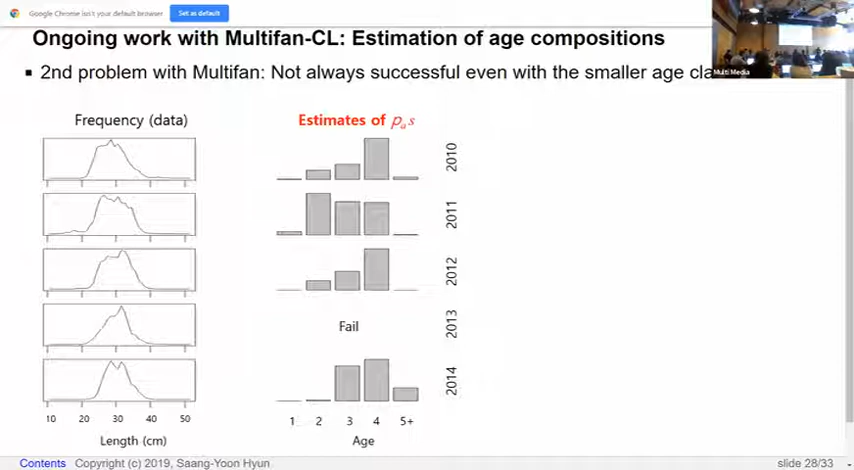 Google Chrome isn't your default browser
Set as default
Multi Media
Ongoing work with Multifan-CL: Estimation of age compositions
▪ 2nd problem with Multifan: Not always successful even with the smaller age cla
Frequency (data)
Estimates of pₐs
2010
2011
2012
Fail
2013
2014
10 20 30 40 50
1 2 3 4 5+
Length (cm)
Age
Contents Copyright (c) 2019, Saang-Yoon Hyun
slide 28/33